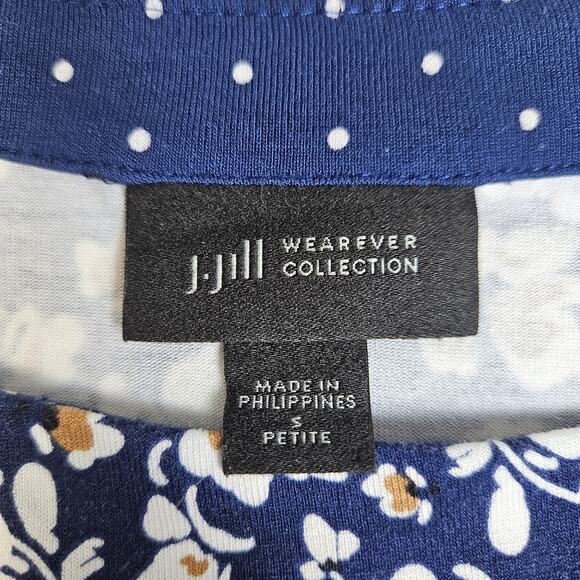 J.Jill WEAREVER
COLLECTION
MADE IN
PHILIPPINES
S
PETITE